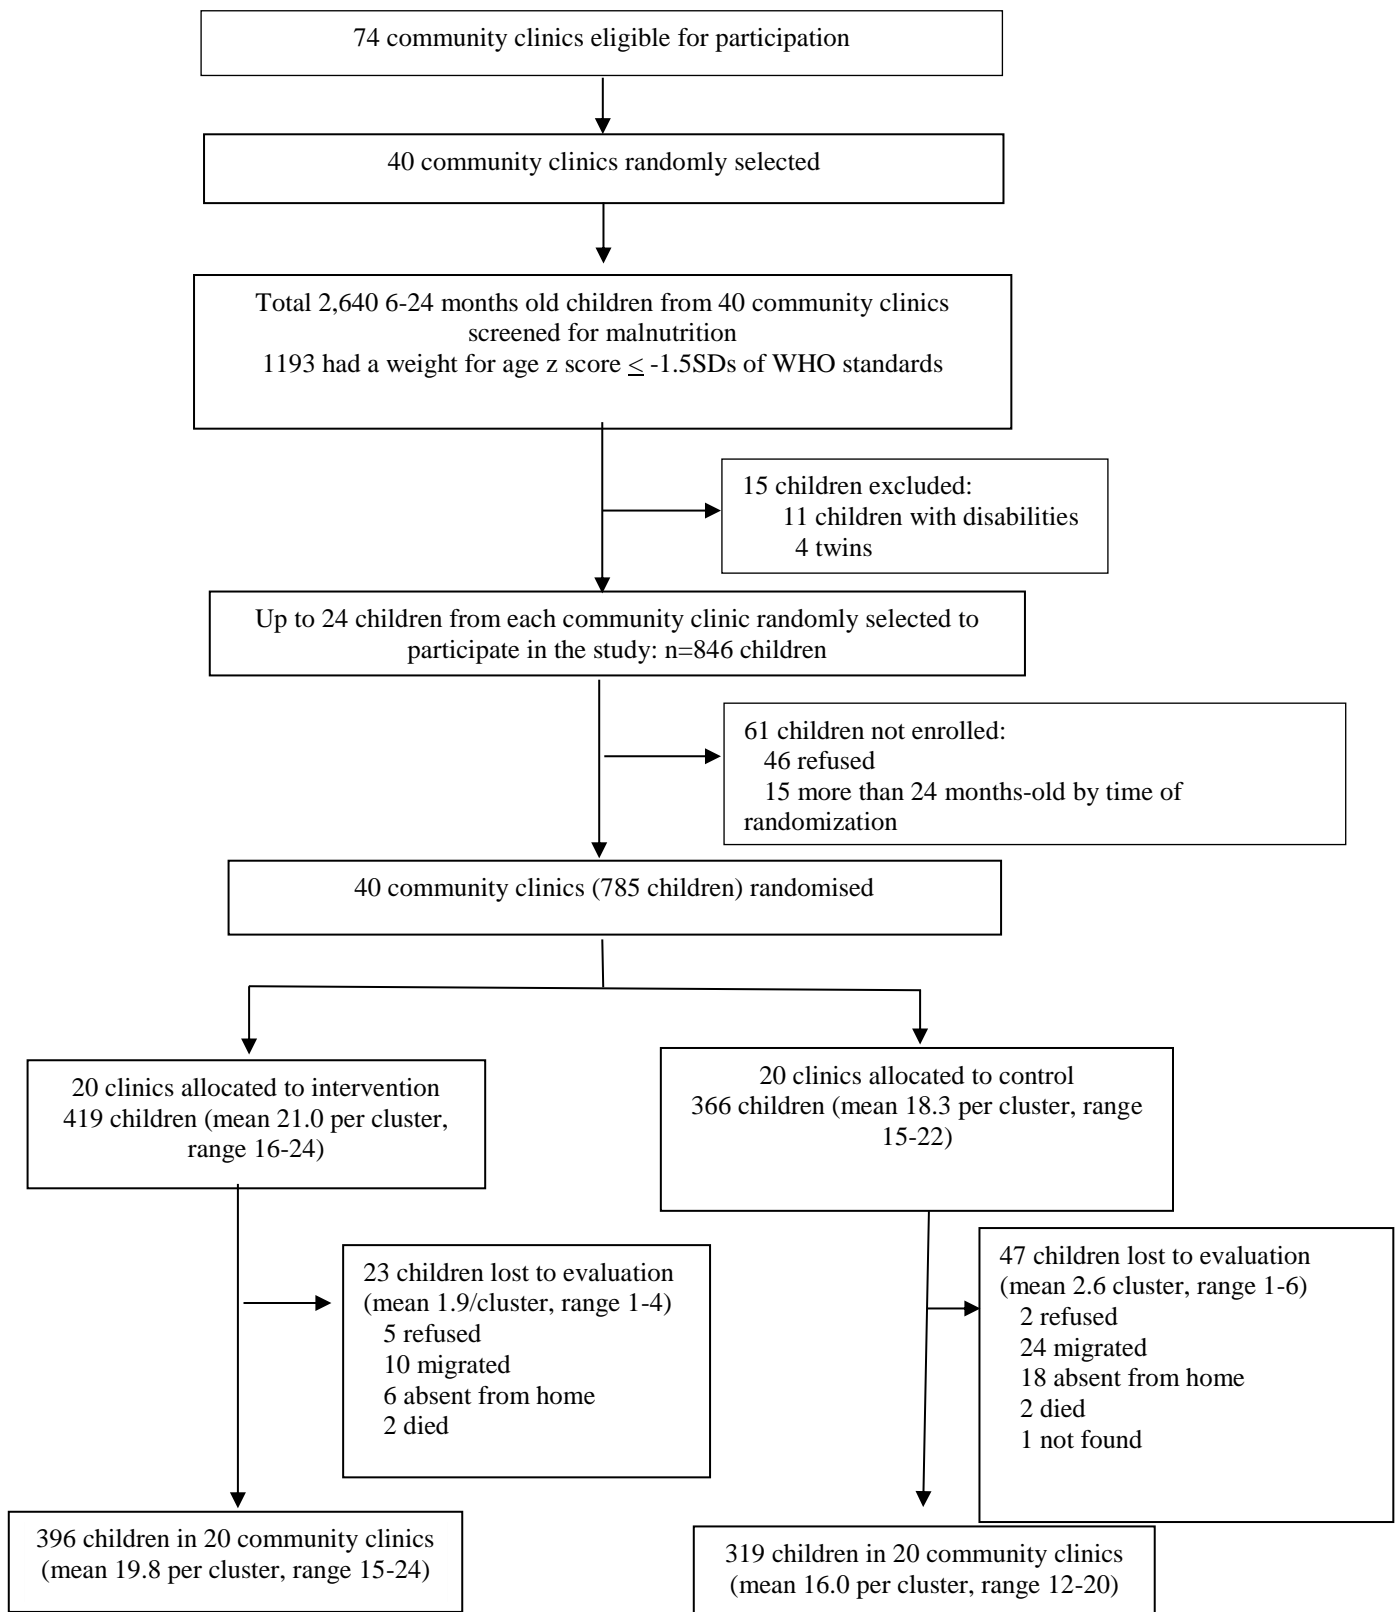 74 community clinics eligible for participation
40 community clinics randomly selected
Total 2,640 6-24 months old children from 40 community clinics
screened for malnutrition
1193 had a weight for age z score ≤ -1.5SDs of WHO standards
15 children excluded:
11 children with disabilities
4 twins
Up to 24 children from each community clinic randomly selected to
participate in the study: n=846 children
61 children not enrolled:
46 refused
15 more than 24 months-old by time of
randomization
40 community clinics (785 children) randomised
20 clinics allocated to intervention
419 children (mean 21.0 per cluster,
range 16-24)
20 clinics allocated to control
366 children (mean 18.3 per cluster, range
15-22)
23 children lost to evaluation
(mean 1.9/cluster, range 1-4)
5 refused
10 migrated
6 absent from home
2 died
47 children lost to evaluation
(mean 2.6 cluster, range 1-6)
2 refused
24 migrated
18 absent from home
2 died
1 not found
396 children in 20 community clinics
(mean 19.8 per cluster, range 15-24)
319 children in 20 community clinics
(mean 16.0 per cluster, range 12-20)